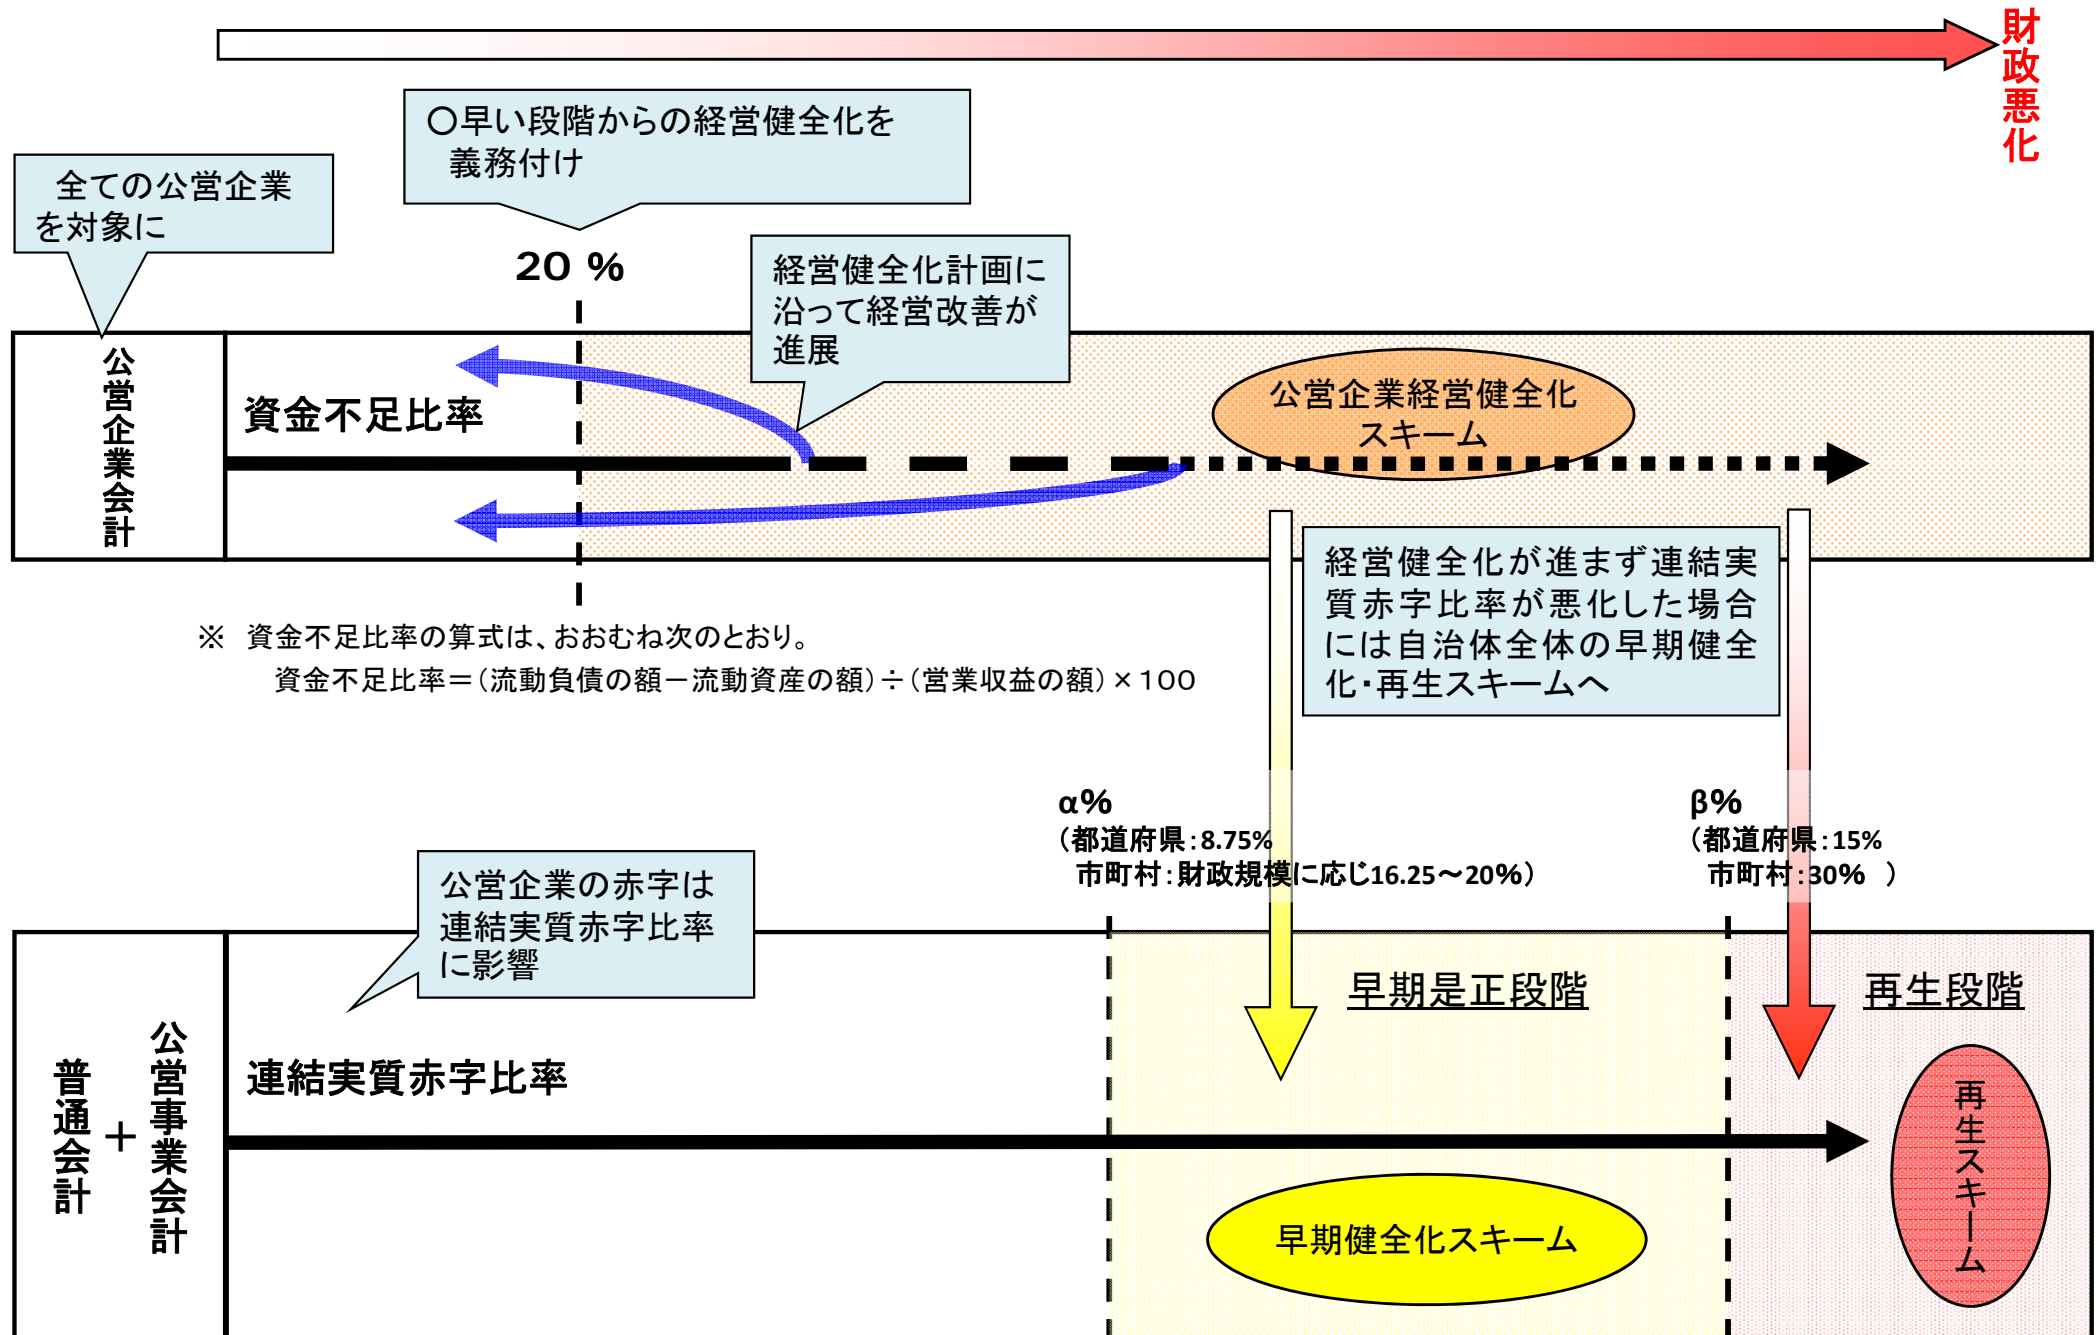 財政悪化
○早い段階からの経営健全化を
義務付け
全ての公営企業
を対象に
20 %
経営健全化計画に
沿って経営改善が
進展
公営企業会計
資金不足比率
公営企業経営健全化
スキーム
経営健全化が進まず連結実
質赤字比率が悪化した場合
には自治体全体の早期健全
化・再生スキームへ
※ 資金不足比率の算式は、おおむね次のとおり。
資金不足比率＝（流動負債の額－流動資産の額）÷（営業収益の額）×１００
α%
（都道府県：8.75%
市町村：財政規模に応じ16.25～20%）
β%
（都道府県：15%
市町村：30% ）
公営企業の赤字は
連結実質赤字比率
に影響
早期是正段階
再生段階
普通会計
＋
公営事業会計
連結実質赤字比率
早期健全化スキーム
再生スキーム